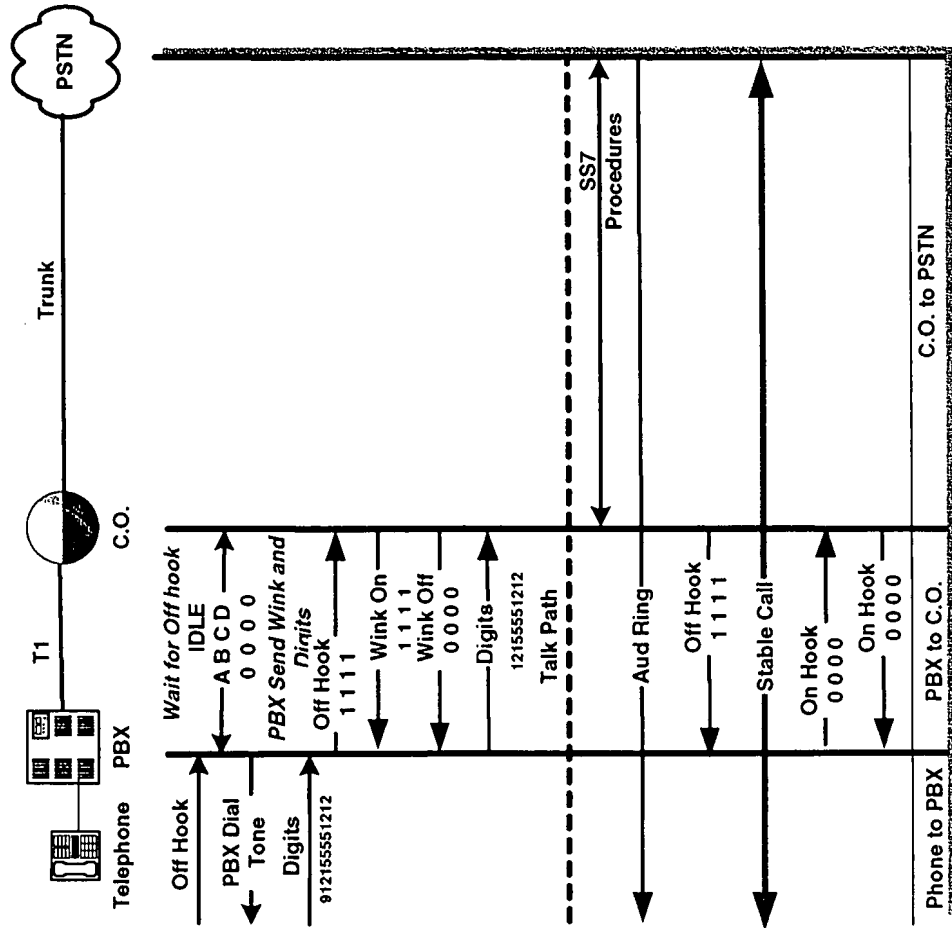 PSTN
Trunk
T1
C.O.
PBX
Telephone
Off Hook
PBX Dial
Tone
Digits
912155551212
Wait for Off hook
IDLE
A B C D
0 0 0 0
PBX Send Wink and
Digits
Off Hook
1 1 1 1
Wink On
1 1 1 1
Wink Off
0 0 0 0
Digits
12155551212
Talk Path
SS7
Procedures
Aud Ring
Off Hook
1 1 1 1
Stable Call
On Hook
0 0 0 0
On Hook
0 0 0 0
Phone to PBX
PBX to C.O.
C.O. to PSTN